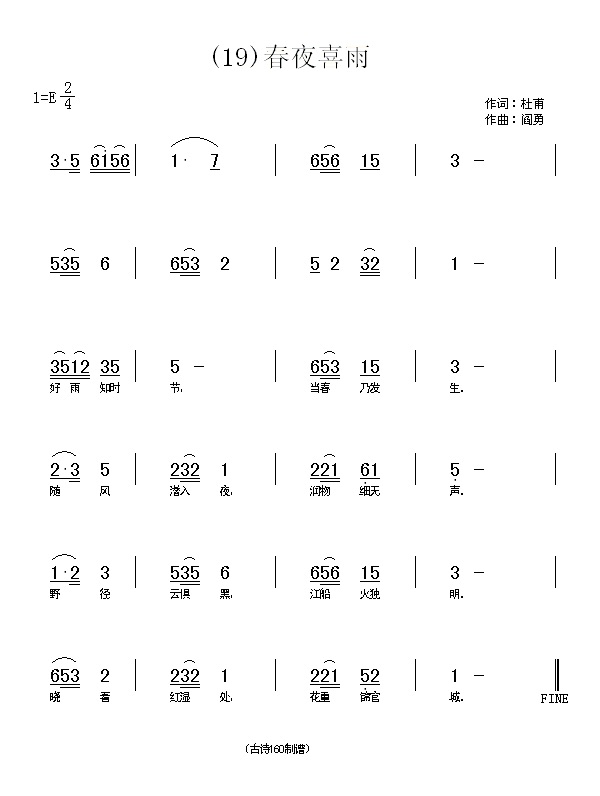 (19)春夜喜雨
1=E 2/4
作词：杜甫
作曲：阎勇
3·5 6156 1· 7 656 15 3 －
535 6 653 2 5 2 32 1 －
3512 35 5 － 653 15 3 －
好 雨 知时 节， 当春 乃发 生。
2·3 5 232 1 221 61 5 －
随 风 潜入 夜， 润物 细无 声。
1·2 3 535 6 656 15 3 －
野 径 云俱 黑， 江船 火独 明。
653 2 232 1 221 52 1 －
晓 看 红湿 处， 花重 锦官 城。 FINE
（古诗160制谱）